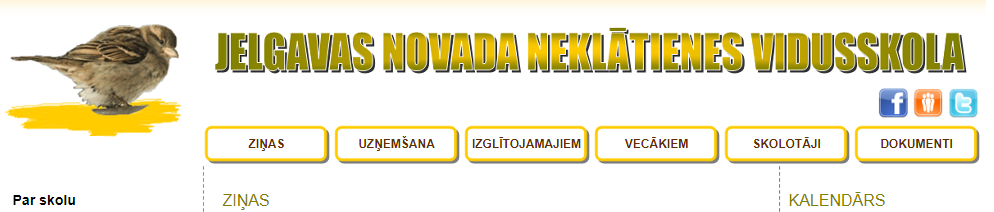 JELGAVAS NOVADA NEKLĀTIENES VIDUSSKOLA
ZIŅAS UZŅEMŠANA IZGLĪTOJAMAJIEM VECĀKIEM SKOLOTĀJI DOKUMENTI
Par skolu ZIŅAS KALENDĀRS